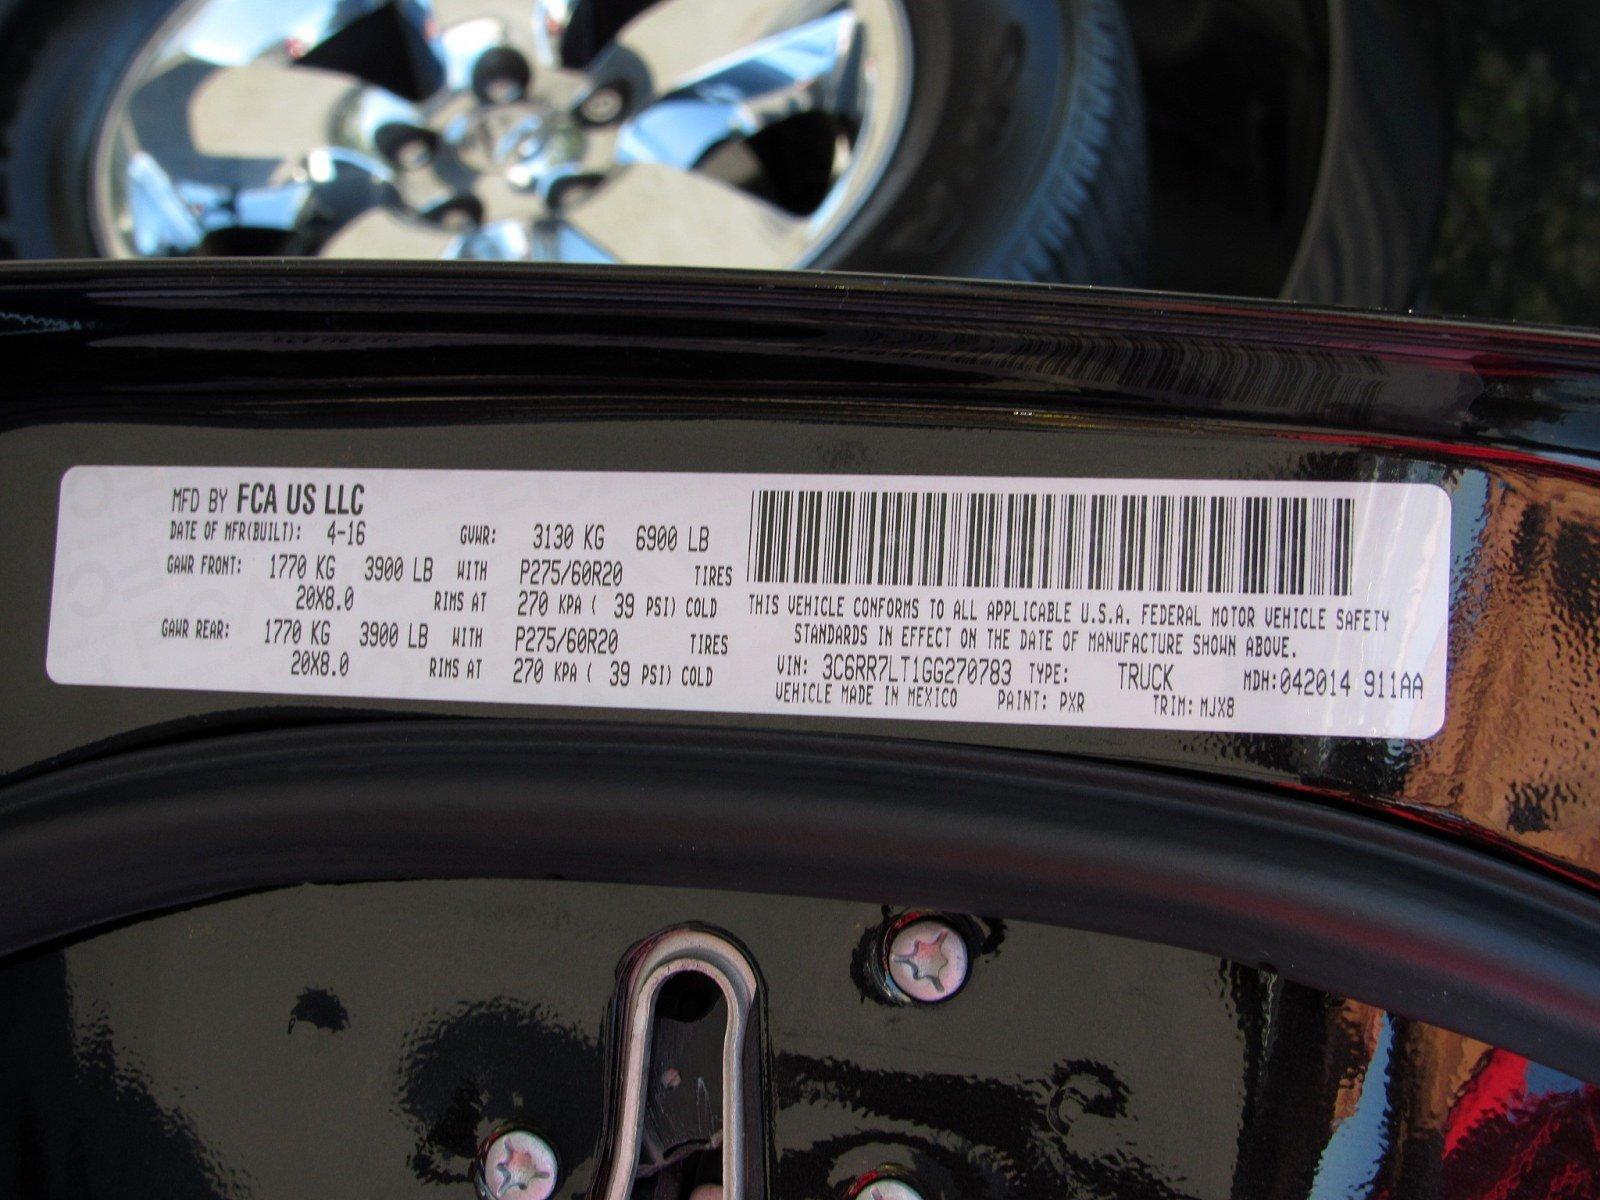 MFD BY FCA US LLC
DATE OF MFR(BUILT): 4-16 GVWR: 3130 KG 6900 LB
GAWR FRONT: 1770 KG 3900 LB WITH P275/60R20 TIRES
20X8.0 RIMS AT 270 KPA ( 39 PSI) COLD
GAWR REAR: 1770 KG 3900 LB WITH P275/60R20 TIRES
20X8.0 RIMS AT 270 KPA ( 39 PSI) COLD
THIS VEHICLE CONFORMS TO ALL APPLICABLE U.S.A. FEDERAL MOTOR VEHICLE SAFETY
STANDARDS IN EFFECT ON THE DATE OF MANUFACTURE SHOWN ABOVE.
VIN: 3C6RR7LT1GG270783 TYPE: TRUCK MDH:042014 911AA
VEHICLE MADE IN MEXICO PAINT: PXR TRIM: MJX8